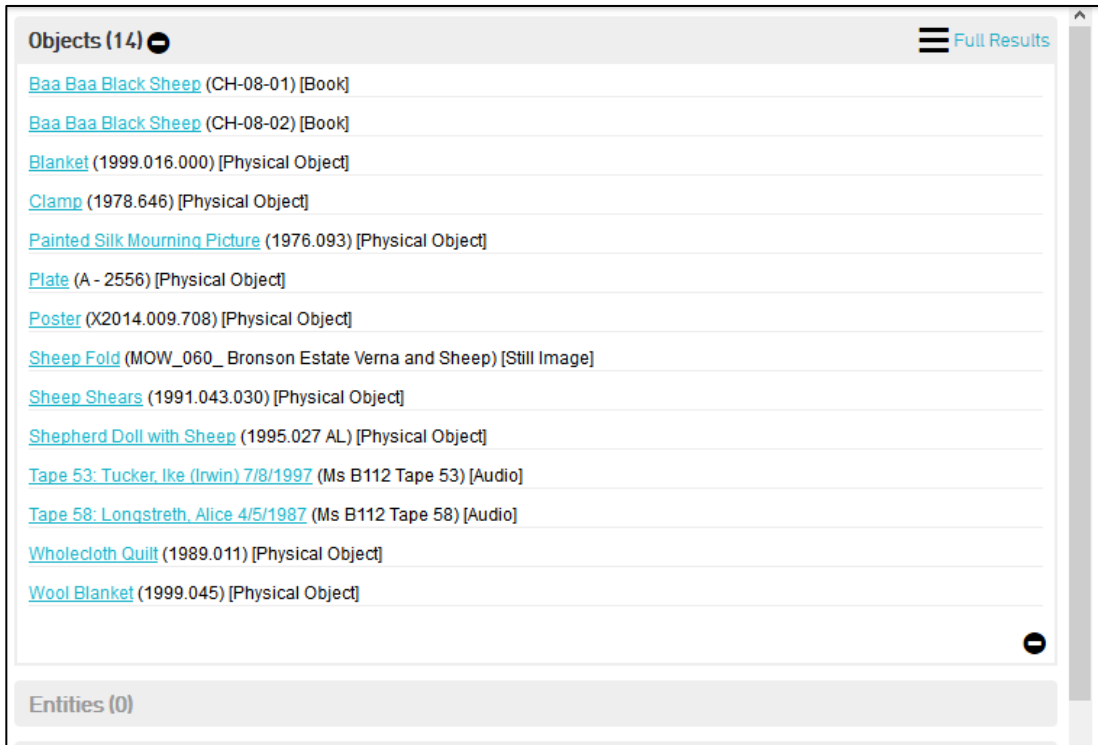 Objects (14) Full Results
Baa Baa Black Sheep (CH-08-01) [Book]
Baa Baa Black Sheep (CH-08-02) [Book]
Blanket (1999.016.000) [Physical Object]
Clamp (1978.646) [Physical Object]
Painted Silk Mourning Picture (1976.093) [Physical Object]
Plate (A - 2556) [Physical Object]
Poster (X2014.009.708) [Physical Object]
Sheep Fold (MOW_060_ Bronson Estate Verna and Sheep) [Still Image]
Sheep Shears (1991.043.030) [Physical Object]
Shepherd Doll with Sheep (1995.027 AL) [Physical Object]
Tape 53: Tucker, Ike (Irwin) 7/8/1997 (Ms B112 Tape 53) [Audio]
Tape 58: Longstreth, Alice 4/5/1987 (Ms B112 Tape 58) [Audio]
Wholecloth Quilt (1989.011) [Physical Object]
Wool Blanket (1999.045) [Physical Object]
Entities (0)